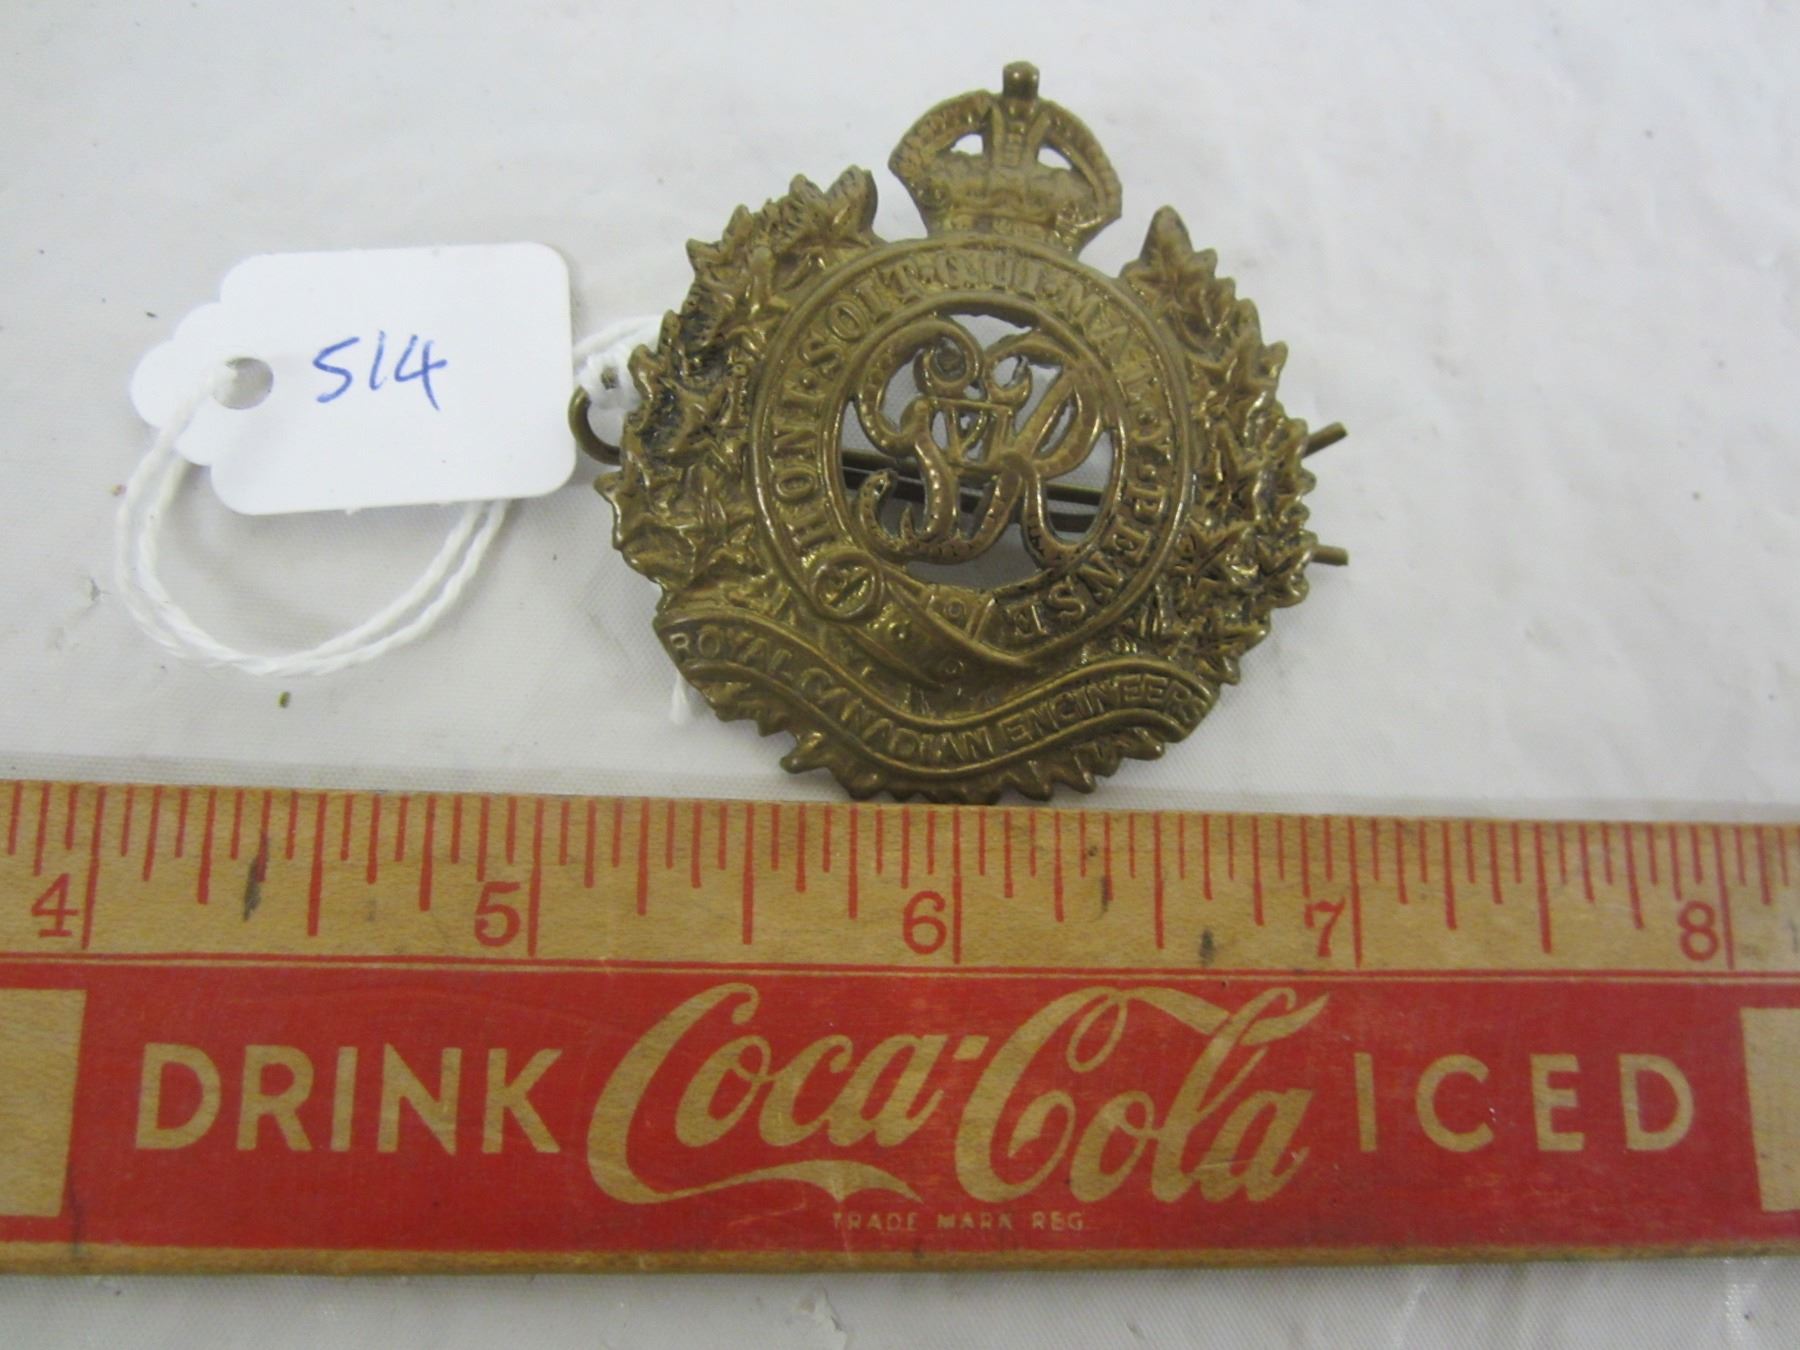 514
HONI·SOIT·QUI·MAL·Y·PENSE
G VI R
ROYAL CANADIAN ENGINEERS
4 5 6 7 8
DRINK Coca-Cola ICED
TRADE MARK REG